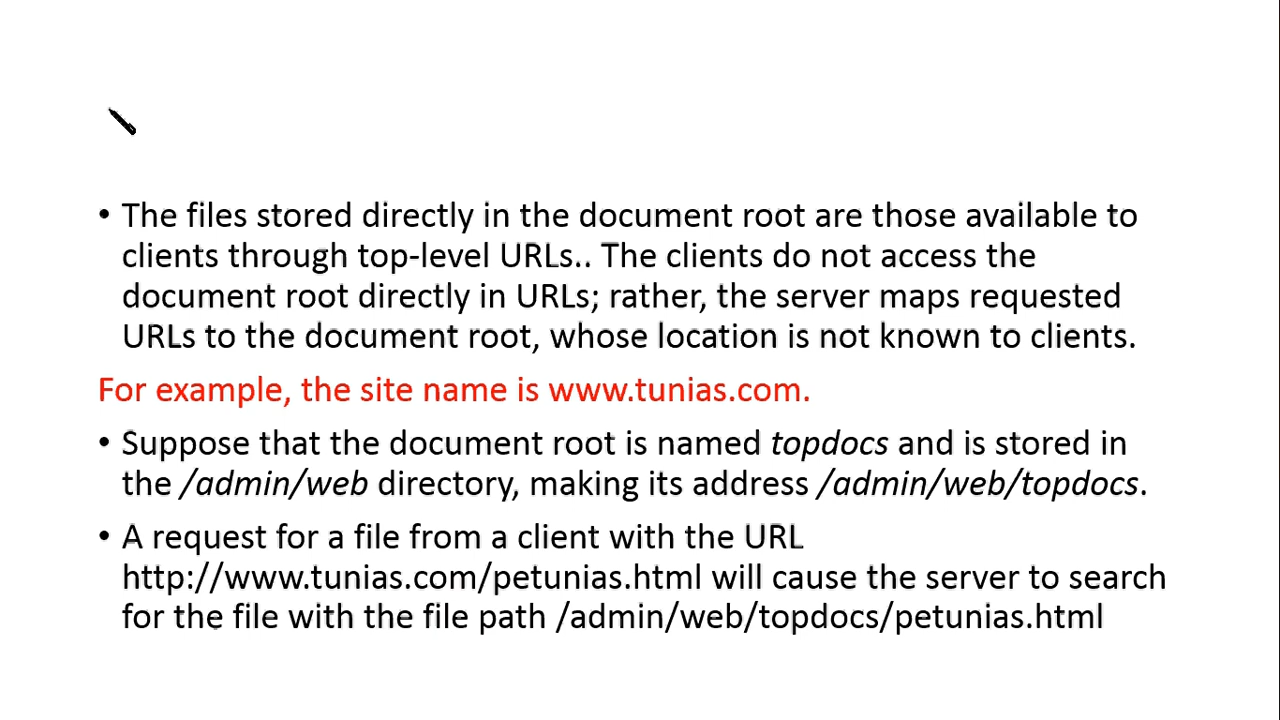 • The files stored directly in the document root are those available to
clients through top-level URLs.. The clients do not access the
document root directly in URLs; rather, the server maps requested
URLs to the document root, whose location is not known to clients.
For example, the site name is www.tunias.com.
• Suppose that the document root is named topdocs and is stored in
the /admin/web directory, making its address /admin/web/topdocs.
• A request for a file from a client with the URL
http://www.tunias.com/petunias.html will cause the server to search
for the file with the file path /admin/web/topdocs/petunias.html